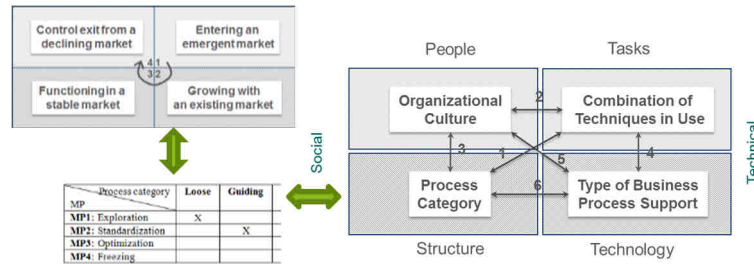 Control exit from a
declining market
Entering an
emergent market
4 1
3 2
Functioning in a
stable market
Growing with
an existing market
Process category
Loose
Guiding
MP
MP1: Exploration
X
MP2: Standardization
X
MP3: Optimization
MP4: Freezing
Social
People
Tasks
Organizational
Culture
2
Combination of
Techniques in Use
3
1
5
4
Process
Category
6
Type of Business
Process Support
Structure
Technology
Technical